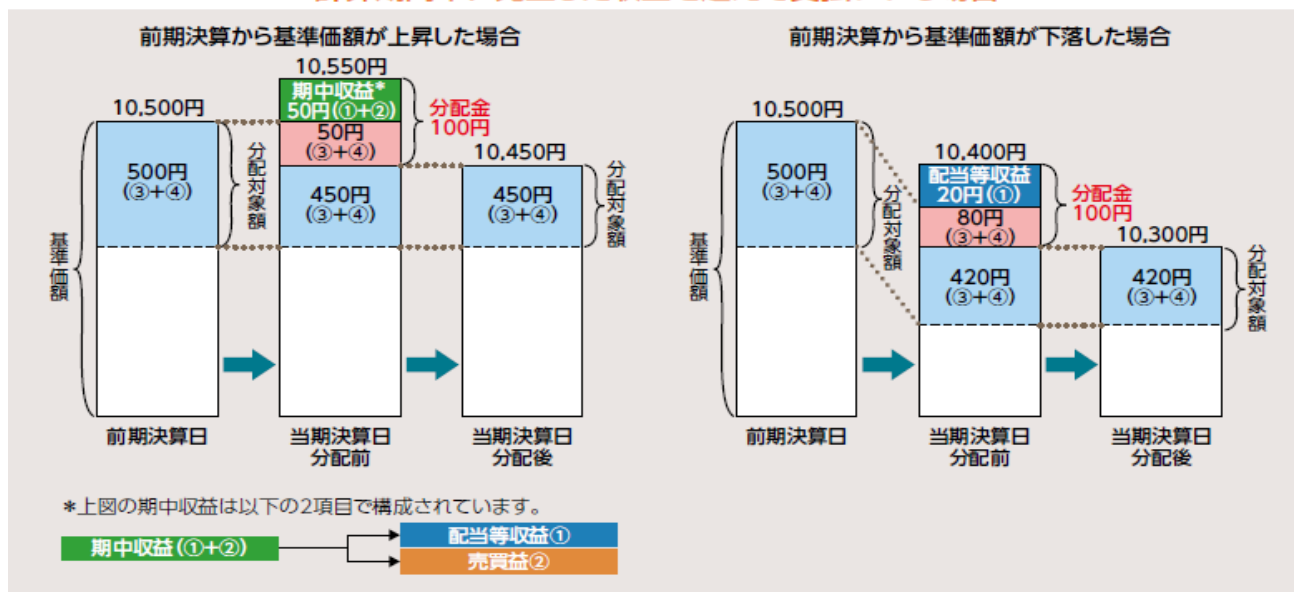 前期決算から基準価額が上昇した場合
10,550円
期中収益*
50円(①+②)
分配金
100円
10,500円
50円
(③+④)
10,450円
500円
(③+④)
分配対象額
450円
(③+④)
450円
(③+④)
分配対象額
基準価額
前期決算日
当期決算日
分配前
当期決算日
分配後
前期決算から基準価額が下落した場合
10,500円
10,400円
500円
(③+④)
分配対象額
配当等収益
20円(①)
分配金
100円
80円
(③+④)
10,300円
420円
(③+④)
420円
(③+④)
分配対象額
基準価額
前期決算日
当期決算日
分配前
当期決算日
分配後
*上図の期中収益は以下の2項目で構成されています。
期中収益(①+②)
配当等収益①
売買益②